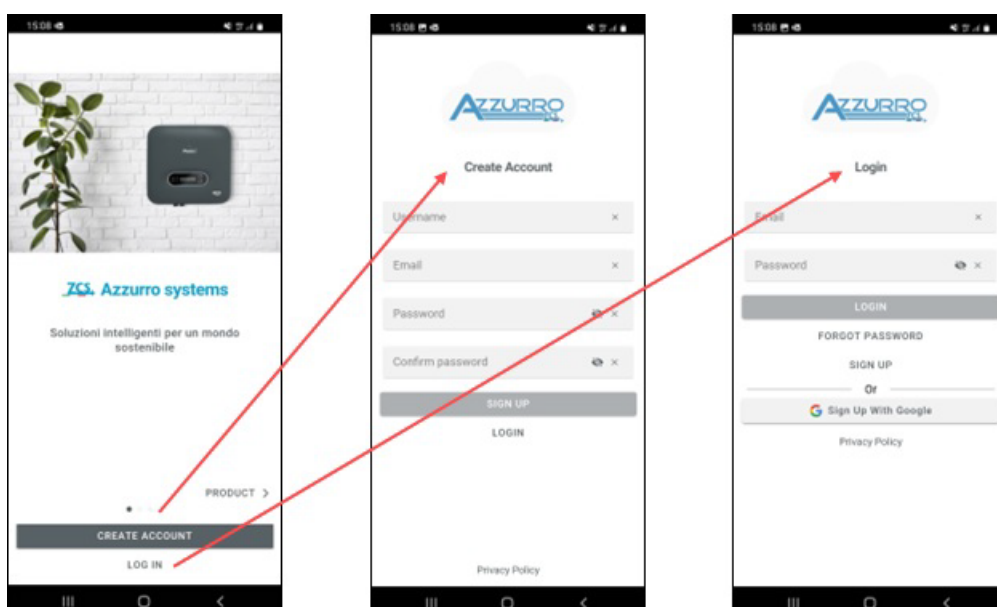 15:08
ZCS. Azzurro systems
Soluzioni intelligenti per un mondo
sostenibile
PRODUCT >
CREATE ACCOUNT
LOG IN
15:08
AZZURRO
Create Account
Username
Email
Password
Confirm password
SIGN UP
LOGIN
Privacy Policy
15:08
AZZURRO
Login
Email
Password
LOGIN
FORGOT PASSWORD
SIGN UP
Or
Sign Up With Google
Privacy Policy